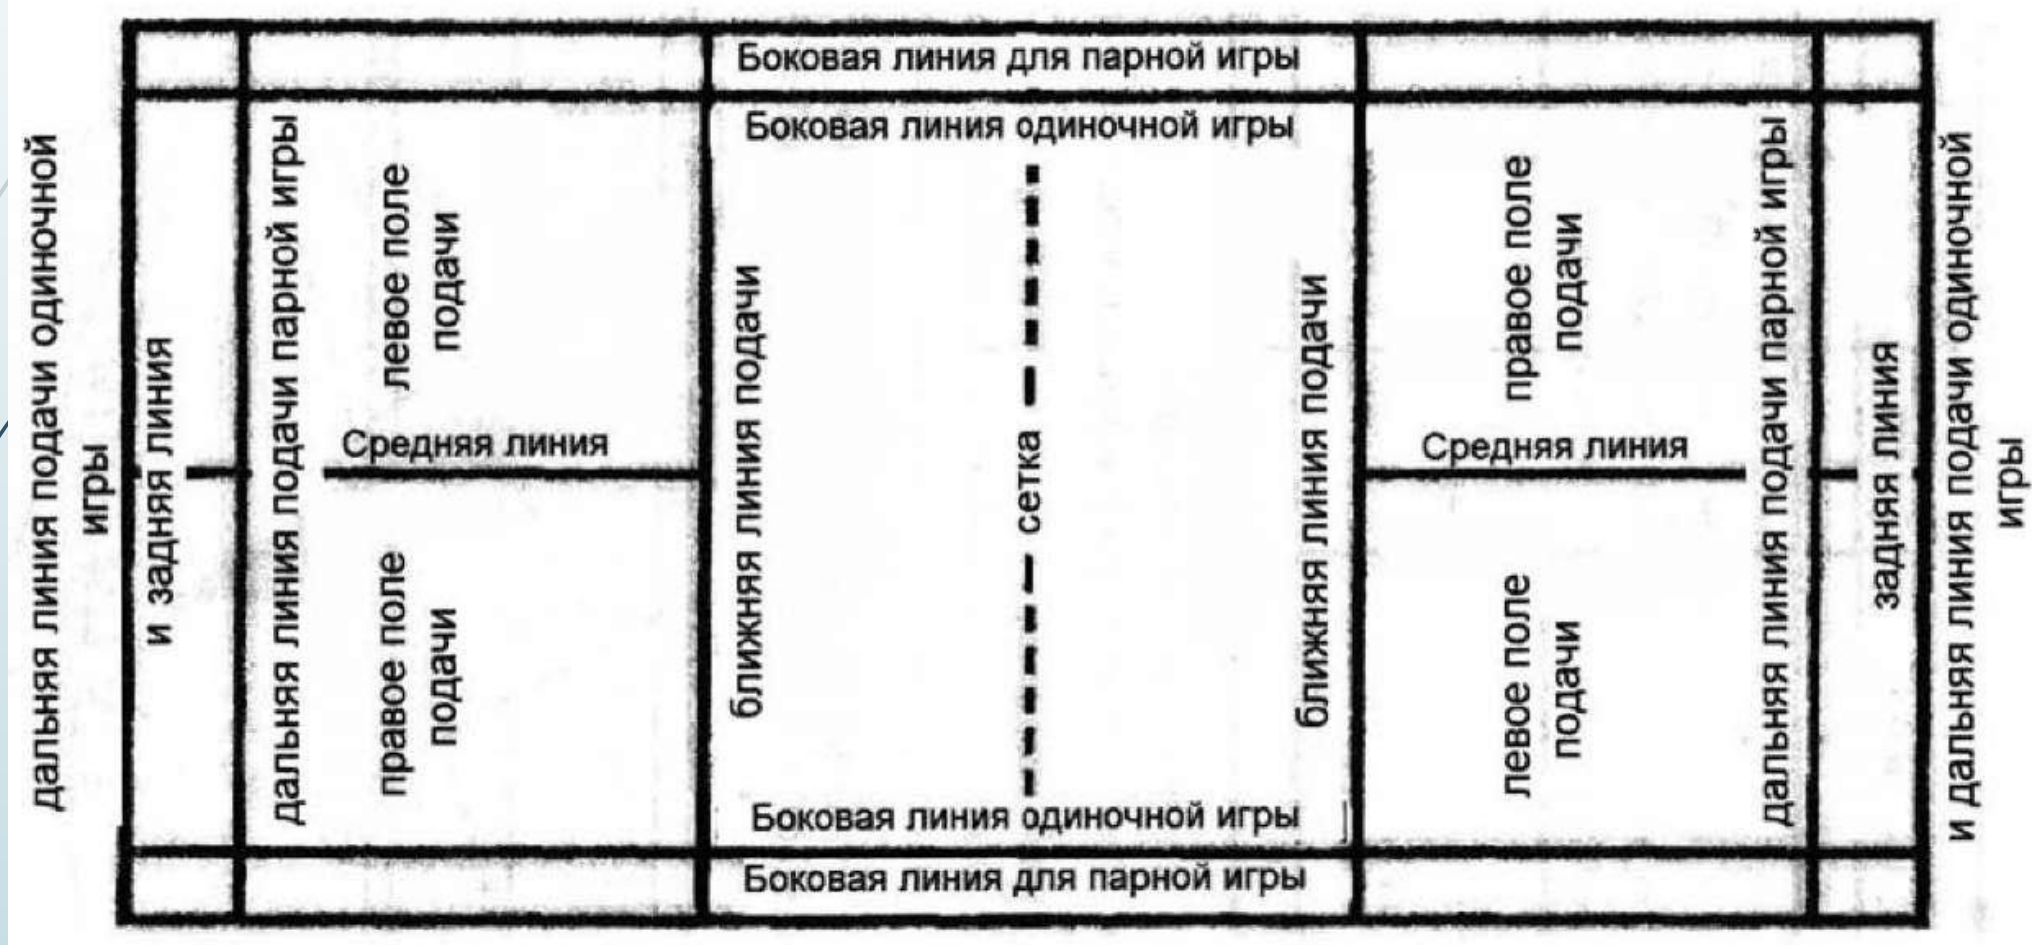 Боковая линия для парной игры
Боковая линия одиночной игры
дальняя линия подачи одиночной
игры
и задняя линия
дальняя линия подачи парной игры
левое поле
подачи
Средняя линия
правое поле
подачи
ближняя линия подачи
сетка
ближняя линия подачи
правое поле
подачи
Средняя линия
левое поле
подачи
дальняя линия подачи парной игры
задняя линия
и дальняя линия подачи одиночной
игры
Боковая линия одиночной игры
Боковая линия для парной игры